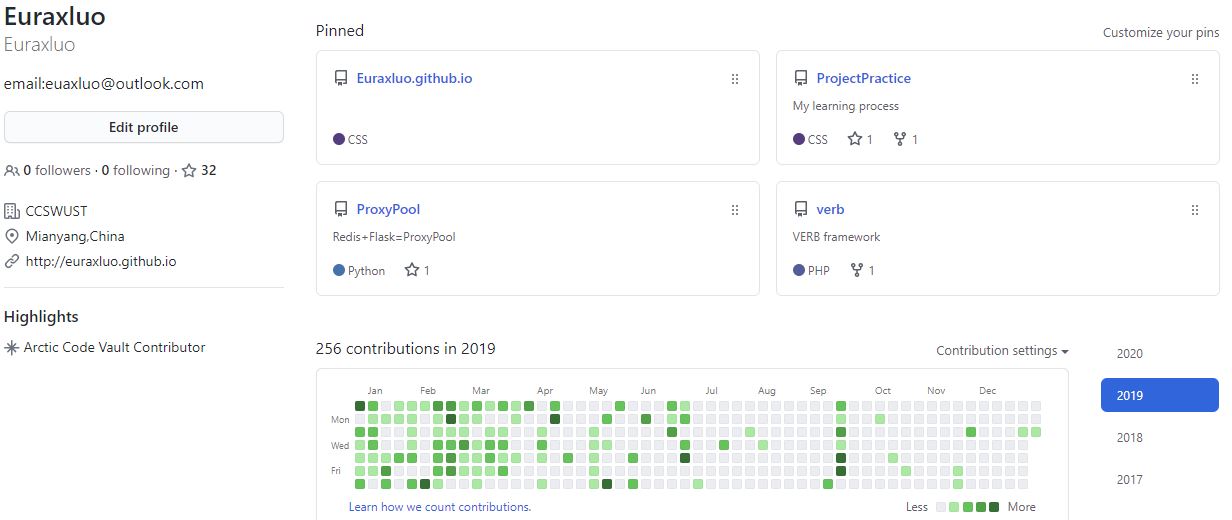 Euraxluo
Euraxluo
email:euaxluo@outlook.com
Edit profile
0 followers · 0 following · 32
CCSWUST
Mianyang,China
http://euraxluo.github.io
Highlights
Arctic Code Vault Contributor
Pinned
Customize your pins
Euraxluo.github.io
CSS
ProjectPractice
My learning process
CSS 1 1
ProxyPool
Redis+Flask=ProxyPool
Python 1
verb
VERB framework
PHP 1
256 contributions in 2019
Contribution settings
Jan Feb Mar Apr May Jun Jul Aug Sep Oct Nov Dec
Mon
Wed
Fri
Learn how we count contributions.
Less More
2020
2019
2018
2017